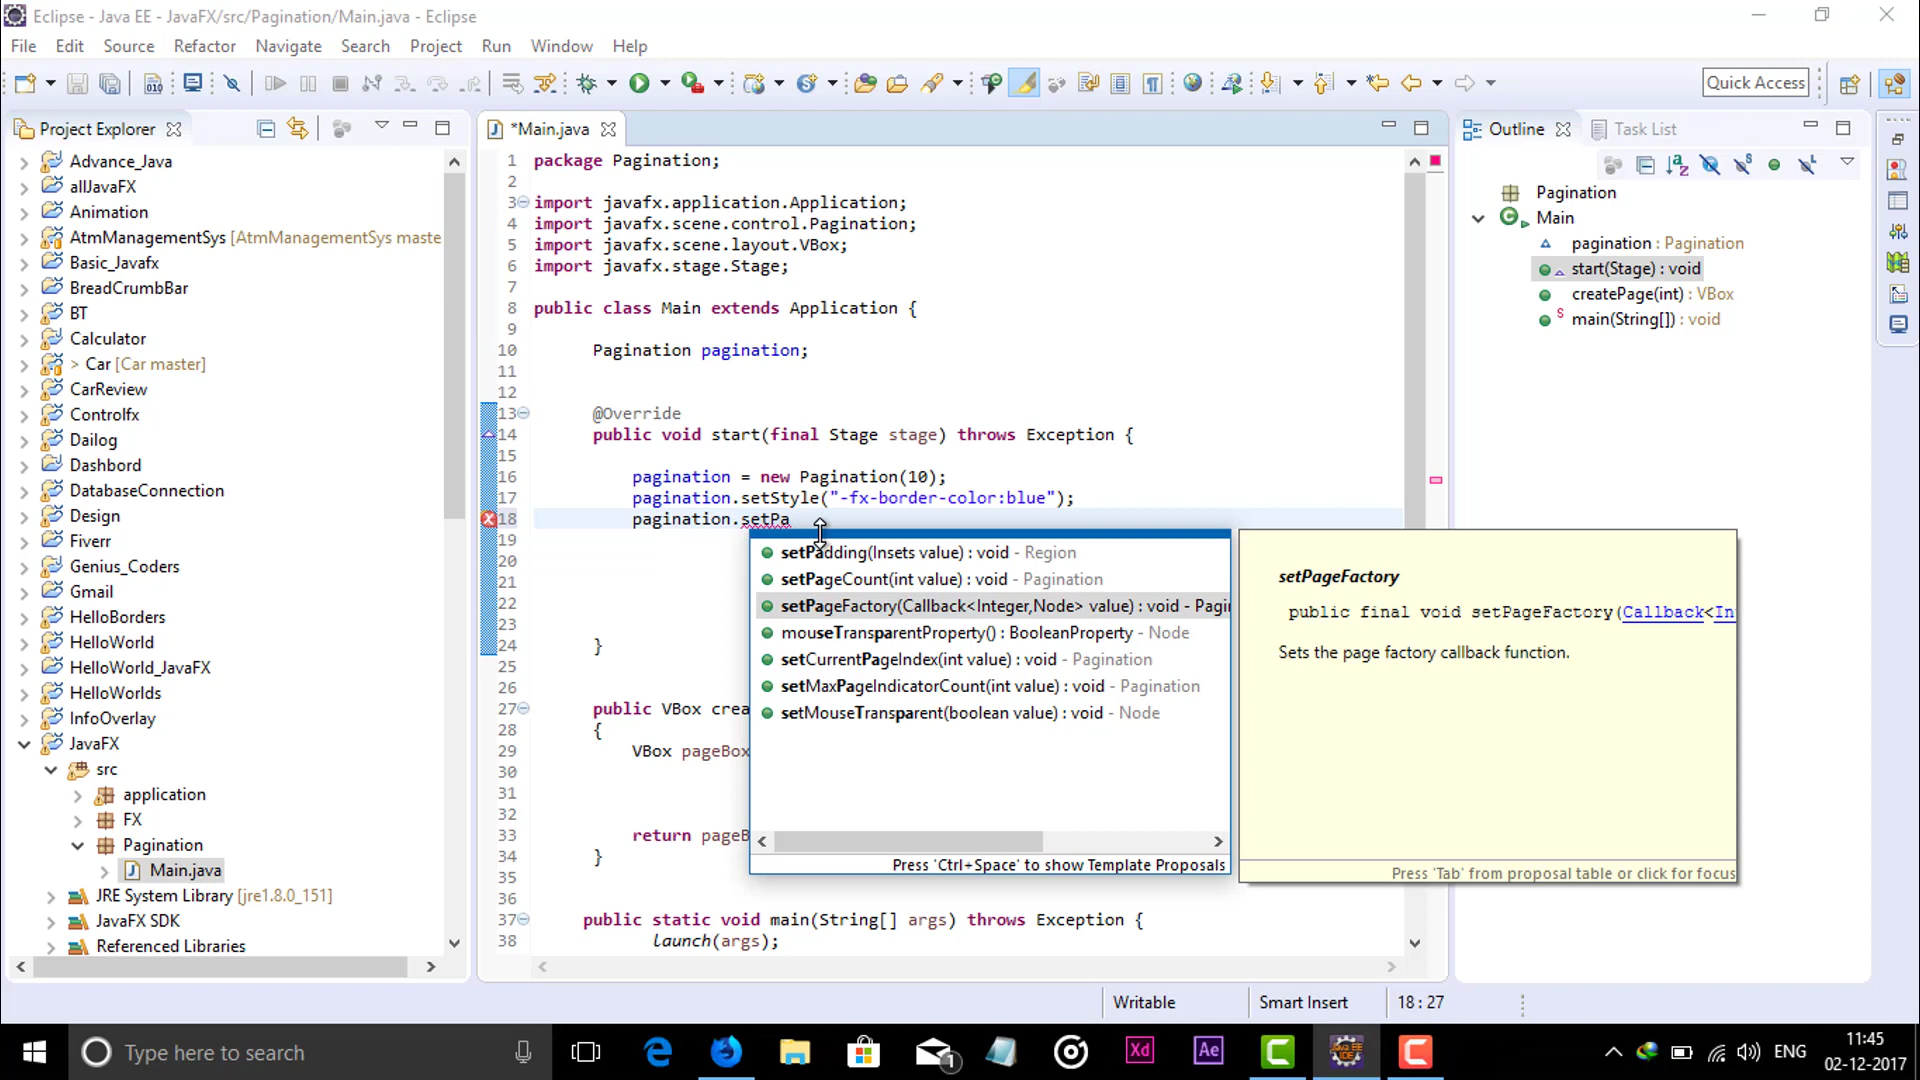 Eclipse - Java EE - JavaFX/src/Pagination/Main.java - Eclipse
File Edit Source Refactor Navigate Search Project Run Window Help
Quick Access
Project Explorer
Advance_Java
allJavaFX
Animation
AtmManagementSys [AtmManagementSys maste
Basic_Javafx
BreadCrumbBar
BT
Calculator
> Car [Car master]
CarReview
Controlfx
Dailog
Dashbord
DatabaseConnection
Design
Fiverr
Genius_Coders
Gmail
HelloBorders
HelloWorld
HelloWorld_JavaFX
HelloWorlds
InfoOverlay
JavaFX
src
application
FX
Pagination
Main.java
JRE System Library [jre1.8.0_151]
JavaFX SDK
Referenced Libraries
*Main.java
1 package Pagination;
2
3 import javafx.application.Application;
4 import javafx.scene.control.Pagination;
5 import javafx.scene.layout.VBox;
6 import javafx.stage.Stage;
7
8 public class Main extends Application {
9
10 Pagination pagination;
11
12
13 @Override
14 public void start(final Stage stage) throws Exception {
15
16 pagination = new Pagination(10);
17 pagination.setStyle("-fx-border-color:blue");
18 pagination.setPa
19
20
21
22
23
24 }
25
26
27 public VBox crea
28 {
29 VBox pageBox
30
31
32
33 return pageB
34 }
35
36
37 public static void main(String[] args) throws Exception {
38 launch(args);
setPadding(Insets value) : void - Region
setPageCount(int value) : void - Pagination
setPageFactory(Callback<Integer,Node> value) : void - Pagi
mouseTransparentProperty() : BooleanProperty - Node
setCurrentPageIndex(int value) : void - Pagination
setMaxPageIndicatorCount(int value) : void - Pagination
setMouseTransparent(boolean value) : void - Node
Press 'Ctrl+Space' to show Template Proposals
setPageFactory
public final void setPageFactory(Callback<In
Sets the page factory callback function.
Press 'Tab' from proposal table or click for focus
Outline Task List
Pagination
Main
pagination : Pagination
start(Stage) : void
createPage(int) : VBox
main(String[]) : void
Writable Smart Insert 18 : 27
Type here to search
1
Xd
Ae
ENG
11:45
02-12-2017